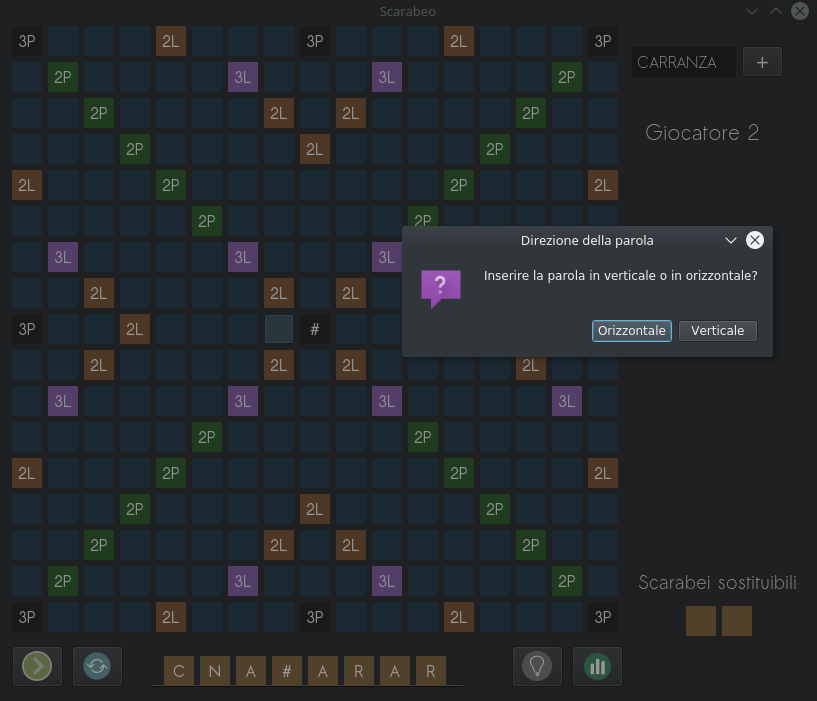 Scarabeo
3P 2L 3P 2L 3P
CARRANZA +
2P 3L 3L 2P
2P 2L 2L 2P
Giocatore 2
2P 2L 2P
2L 2P 2P 2L
2P 2P
Direzione della parola
3L 3L 3L
Inserire la parola in verticale o in orizzontale?
?
2L 2L 2L
3P 2L #
Orizzontale Verticale
2L 2L 2L 2L
3L 3L 3L 3L
2P 2P
2L 2P 2P 2L
2P 2L 2P
2P 2L 2L 2P
2P 3L 3L 2P
Scarabei sostituibili
3P 2L 3P 2L 3P
C N A # A R A R